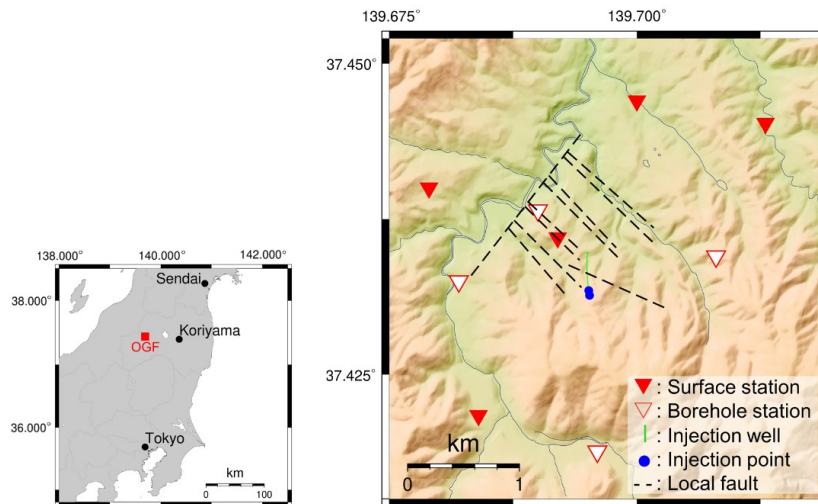 139.675° 139.700°
37.450°
37.425°
km
0 1
: Surface station
: Borehole station
: Injection well
: Injection point
: Local fault
138.000° 140.000° 142.000°
38.000°
36.000°
Sendai
Koriyama
OGF
Tokyo
km
0 100